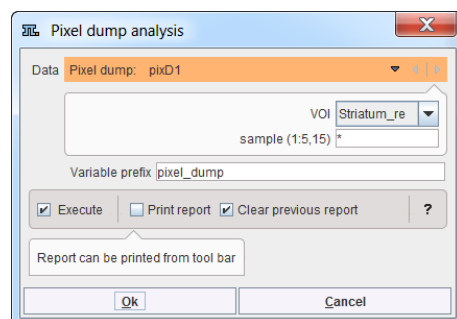 Pixel dump analysis
Data Pixel dump: pixD1
VOI Striatum_re
sample (1:5,15) *
Variable prefix pixel_dump
Execute Print report Clear previous report ?
Report can be printed from tool bar
Ok Cancel